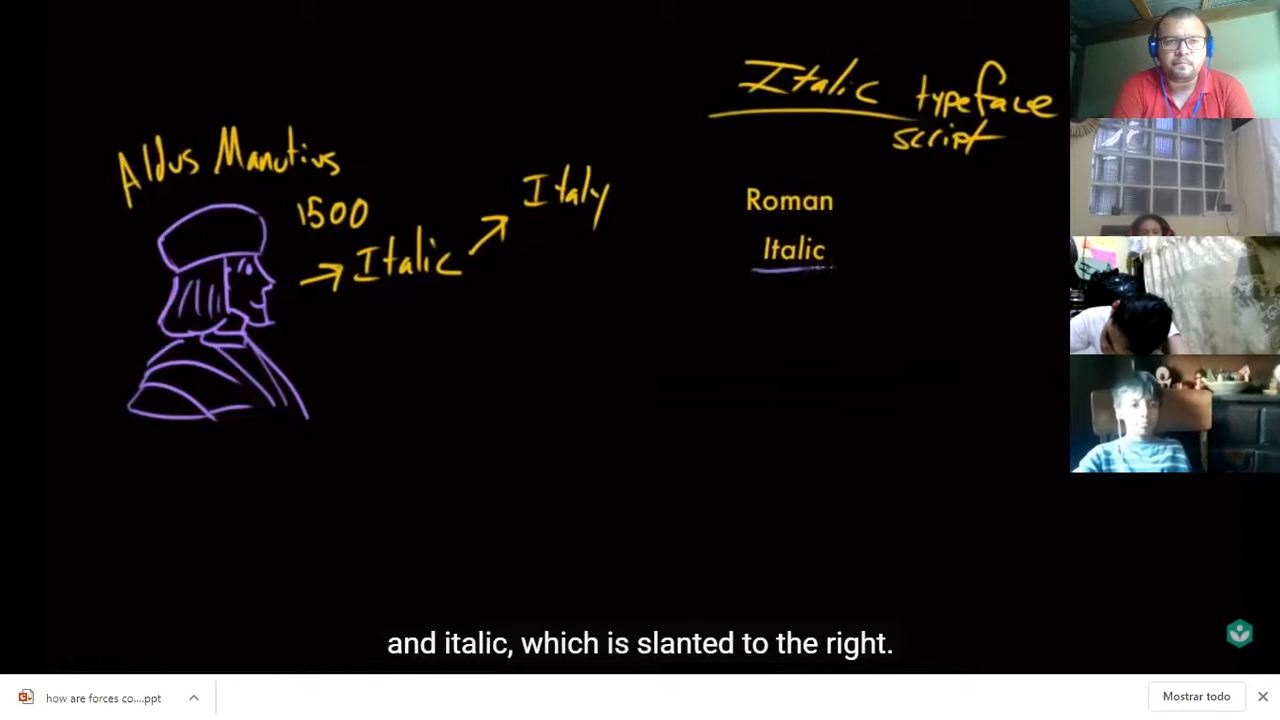 Italic typeface
script
Aldus Manutius
1500
Italic
Italy
Roman
Italic
and italic, which is slanted to the right.
how are forces co....ppt
Mostrar todo